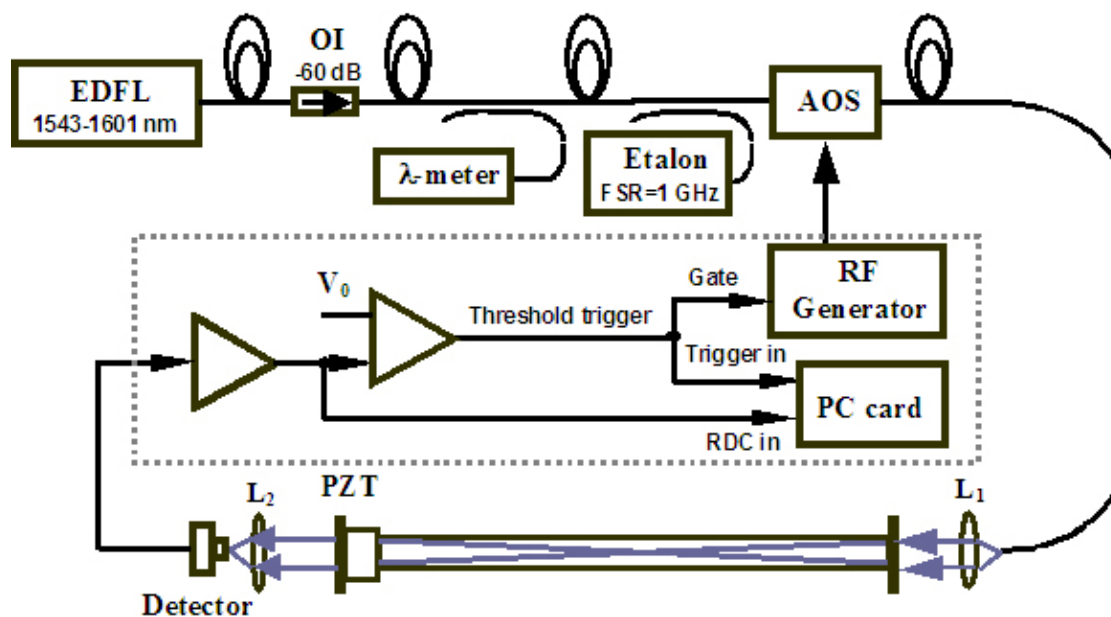 EDFL
1543-1601 nm
OI
-60 dB
λ-meter
Etalon
FSR=1 GHz
AOS
V₀
Threshold trigger
Gate
Trigger in
RDC in
RF
Generator
PC card
L₂
PZT
L₁
Detector